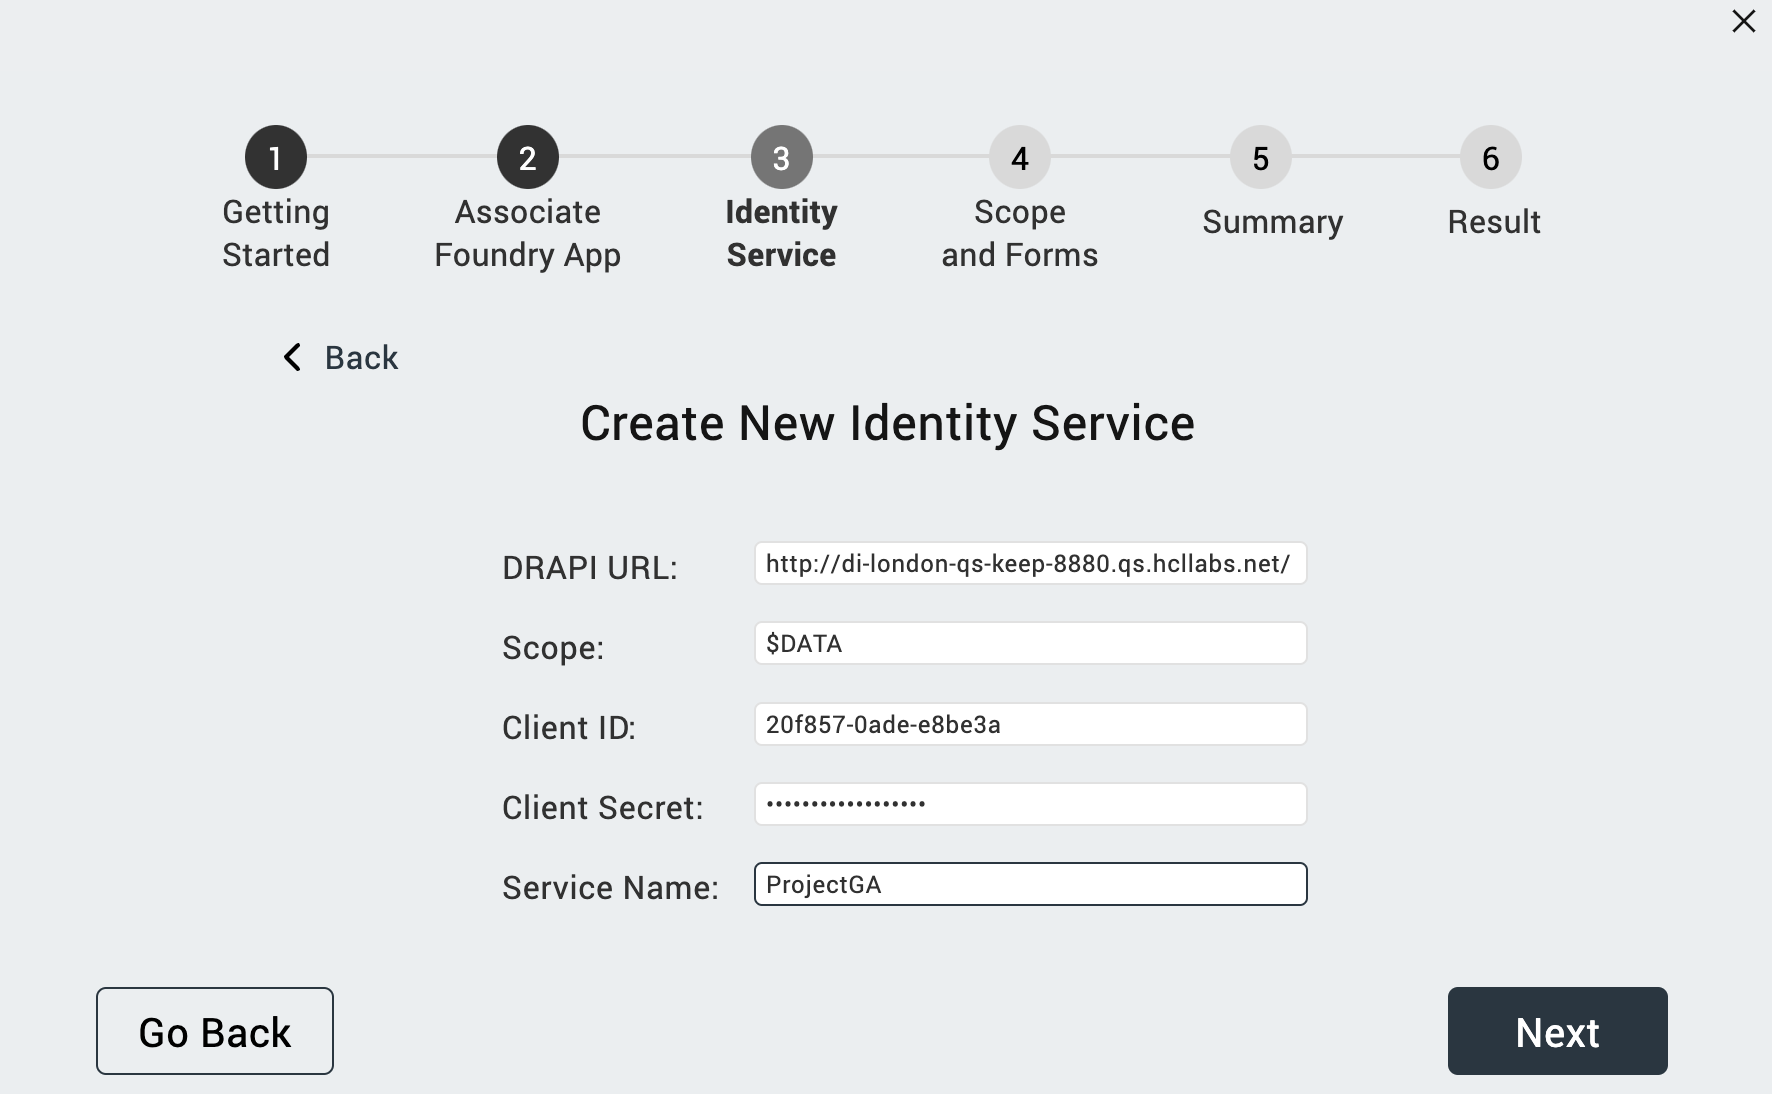 1
2
3
4
5
6
Getting
Started
Associate
Foundry App
Identity
Service
Scope
and Forms
Summary
Result
Back
Create New Identity Service
DRAPI URL:
http://di-london-qs-keep-8880.qs.hcllabs.net/
Scope:
$DATA
Client ID:
20f857-0ade-e8be3a
Client Secret:
••••••••••••••••••
Service Name:
ProjectGA
Go Back
Next